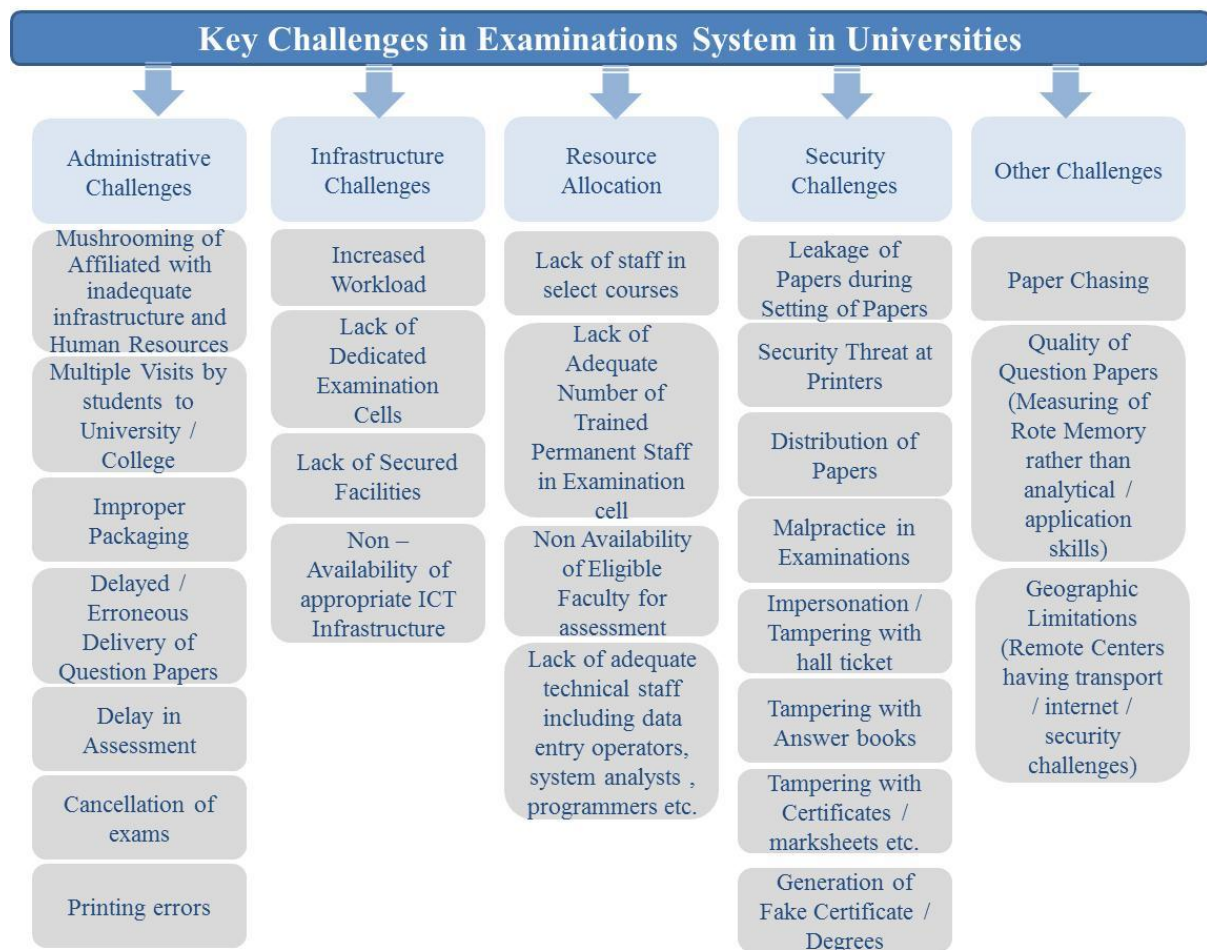 Key Challenges in Examinations System in Universities
Administrative
Challenges
Mushrooming of
Affiliated with
inadequate
infrastructure and
Human Resources
Multiple Visits by
students to
University /
College
Improper
Packaging
Delayed /
Erroneous
Delivery of
Question Papers
Delay in
Assessment
Cancellation of
exams
Printing errors
Infrastructure
Challenges
Increased
Workload
Lack of
Dedicated
Examination
Cells
Lack of Secured
Facilities
Non –
Availability of
appropriate ICT
Infrastructure
Resource
Allocation
Lack of staff in
select courses
Lack of
Adequate
Number of
Trained
Permanent Staff
in Examination
cell
Non Availability
of Eligible
Faculty for
assessment
Lack of adequate
technical staff
including data
entry operators,
system analysts ,
programmers etc.
Security
Challenges
Leakage of
Papers during
Setting of Papers
Security Threat at
Printers
Distribution of
Papers
Malpractice in
Examinations
Impersonation /
Tampering with
hall ticket
Tampering with
Answer books
Tampering with
Certificates /
marksheets etc.
Generation of
Fake Certificate /
Degrees
Other Challenges
Paper Chasing
Quality of
Question Papers
(Measuring of
Rote Memory
rather than
analytical /
application
skills)
Geographic
Limitations
(Remote Centers
having transport
/ internet /
security
challenges)